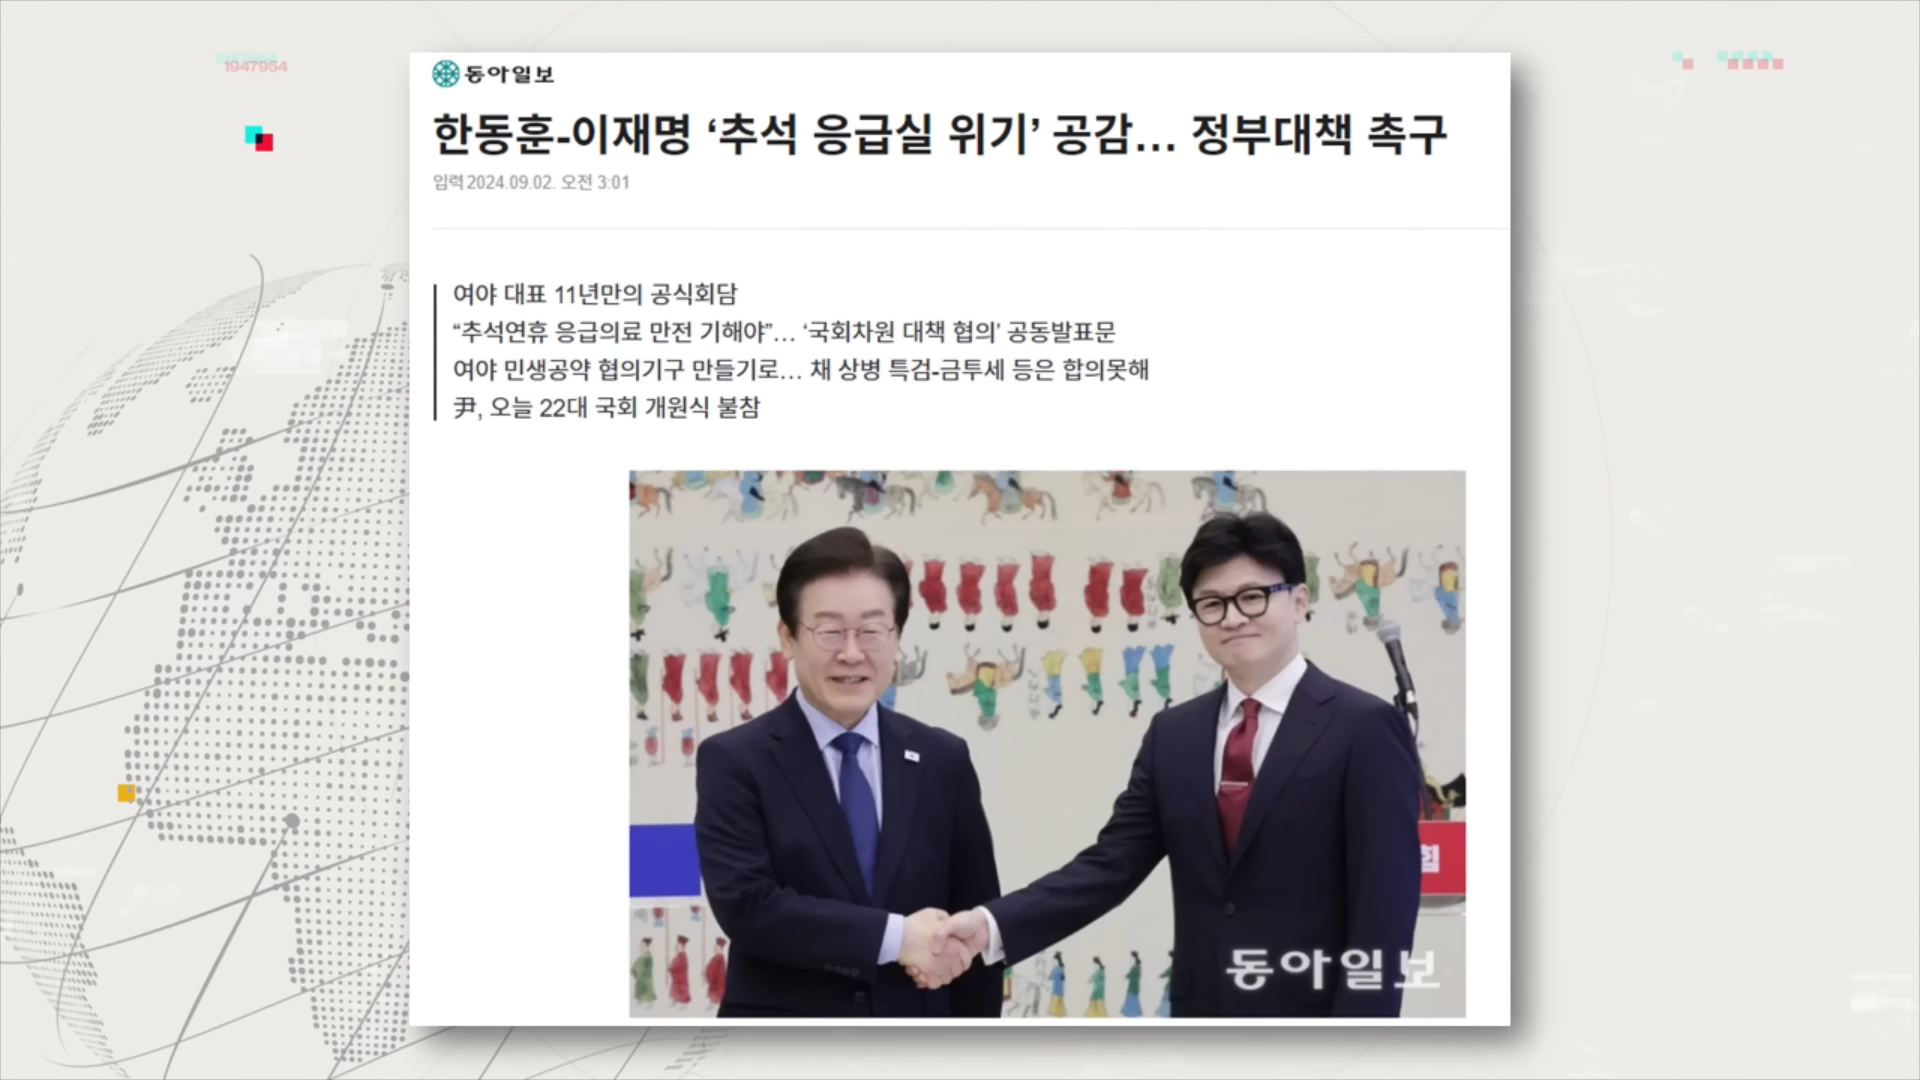 1947954
동아일보
한동훈-이재명 ‘추석 응급실 위기’ 공감… 정부대책 촉구
입력 2024.09.02. 오전 3:01
여야 대표 11년만의 공식회담
“추석연휴 응급의료 만전 기해야”… ‘국회차원 대책 협의’ 공동발표문
여야 민생공약 협의기구 만들기로… 채 상병 특검-금투세 등은 합의못해
尹, 오늘 22대 국회 개원식 불참
협
동아일보